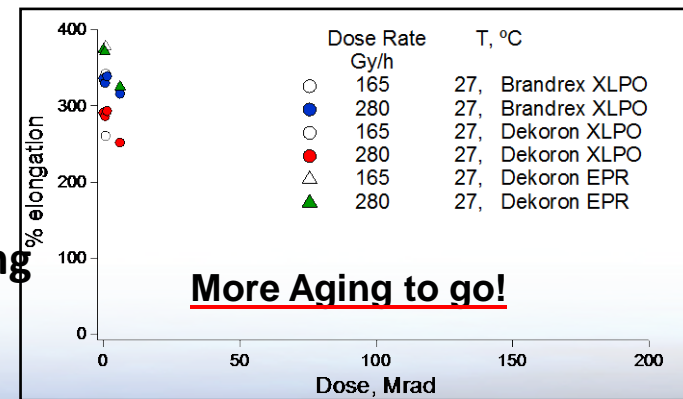 Dose Rate T, ºC
Gy/h
165 27, Brandrex XLPO
280 27, Brandrex XLPO
165 27, Dekoron XLPO
280 27, Dekoron XLPO
165 27, Dekoron EPR
280 27, Dekoron EPR
400
300
200
100
0
% elongation
ng
More Aging to go!
0 50 100 150 200
Dose, Mrad